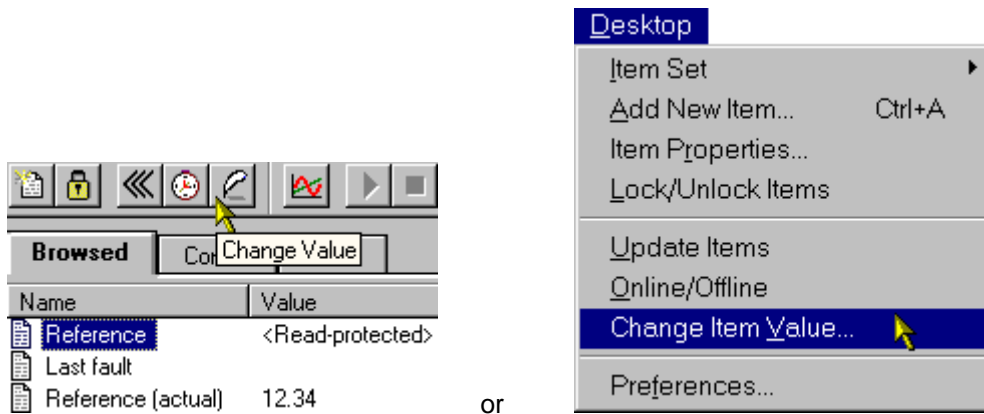 Change Value
Browsed
Name Value
Reference <Read-protected>
Last fault
Reference (actual) 12.34
or
Desktop
Item Set
Add New Item... Ctrl+A
Item Properties...
Lock/Unlock Items
Update Items
Online/Offline
Change Item Value...
Preferences...